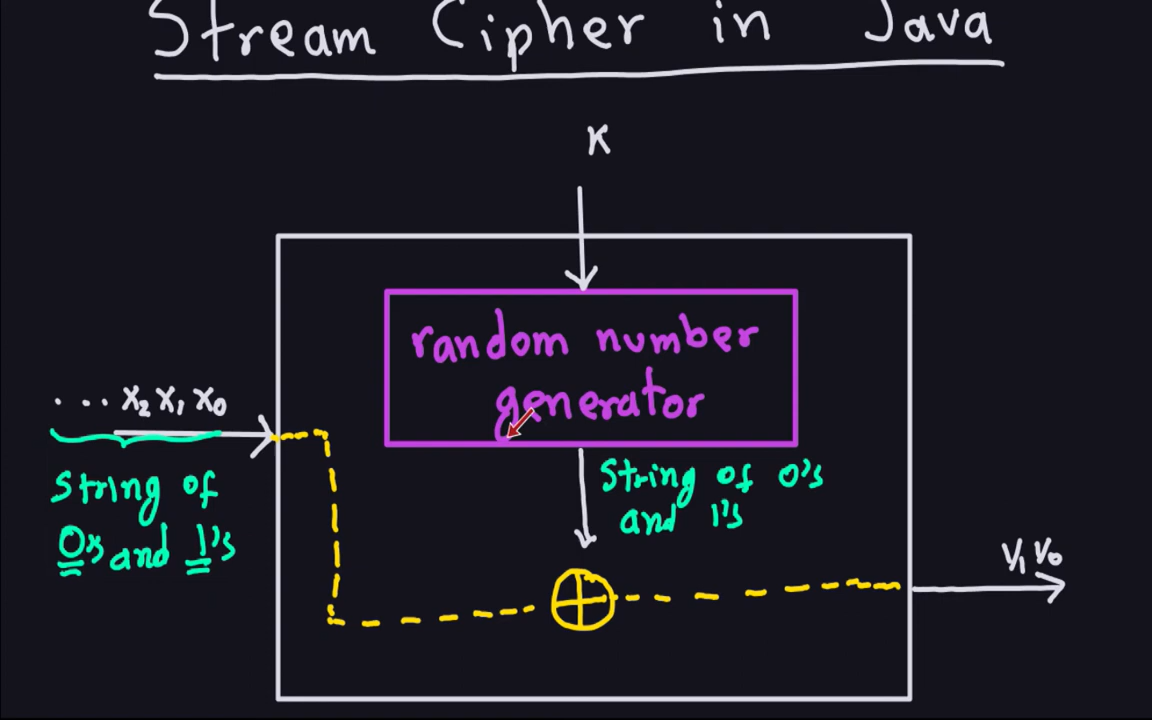 Stream Cipher in Java
K
random number
generator
... x2 x1 x0
String of
0's and 1's
String of 0's
and 1's
y1 y0